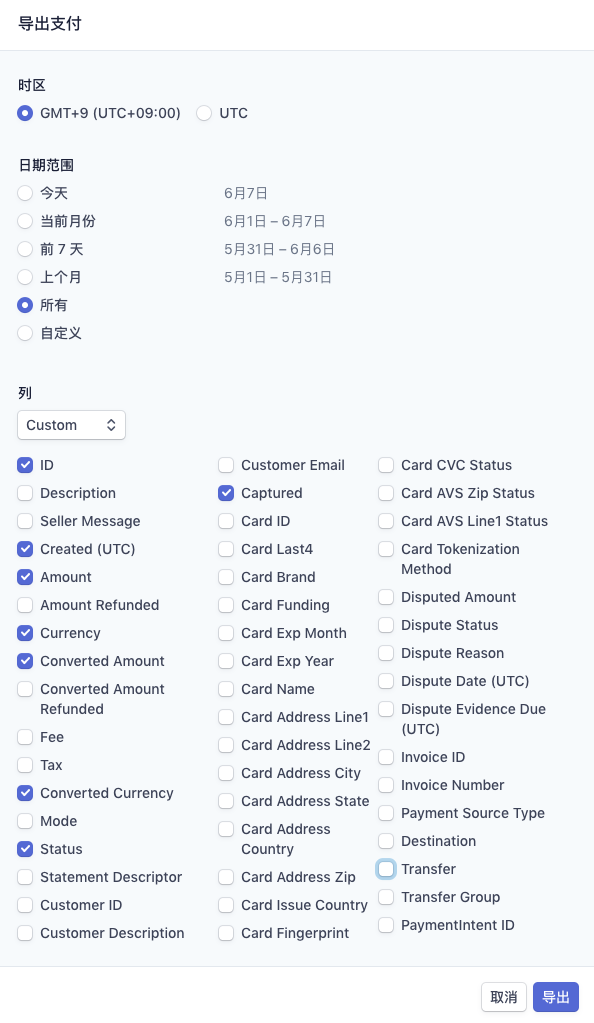 导出支付
时区
GMT+9 (UTC+09:00) UTC
日期范围
今天 6月7日
当前月份 6月1日 – 6月7日
前 7 天 5月31日 – 6月6日
上个月 5月1日 – 5月31日
所有
自定义
列
Custom
ID
Description
Seller Message
Created (UTC)
Amount
Amount Refunded
Currency
Converted Amount
Converted Amount
Refunded
Fee
Tax
Converted Currency
Mode
Status
Statement Descriptor
Customer ID
Customer Description
Customer Email
Captured
Card ID
Card Last4
Card Brand
Card Funding
Card Exp Month
Card Exp Year
Card Name
Card Address Line1
Card Address Line2
Card Address City
Card Address State
Card Address
Country
Card Address Zip
Card Issue Country
Card Fingerprint
Card CVC Status
Card AVS Zip Status
Card AVS Line1 Status
Card Tokenization
Method
Disputed Amount
Dispute Status
Dispute Reason
Dispute Date (UTC)
Dispute Evidence Due
(UTC)
Invoice ID
Invoice Number
Payment Source Type
Destination
Transfer
Transfer Group
PaymentIntent ID
取消 导出